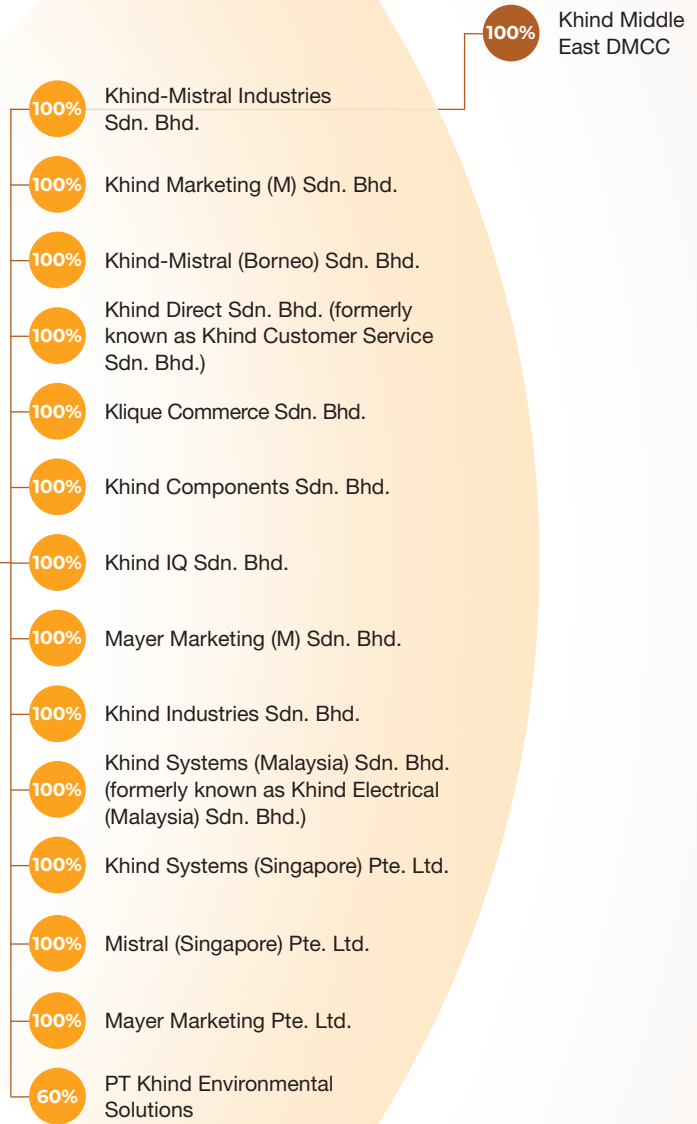 100%
Khind Middle
East DMCC
100%
Khind-Mistral Industries
Sdn. Bhd.
100%
Khind Marketing (M) Sdn. Bhd.
100%
Khind-Mistral (Borneo) Sdn. Bhd.
100%
Khind Direct Sdn. Bhd. (formerly
known as Khind Customer Service
Sdn. Bhd.)
100%
Klique Commerce Sdn. Bhd.
100%
Khind Components Sdn. Bhd.
100%
Khind IQ Sdn. Bhd.
100%
Mayer Marketing (M) Sdn. Bhd.
100%
Khind Industries Sdn. Bhd.
100%
Khind Systems (Malaysia) Sdn. Bhd.
(formerly known as Khind Electrical
(Malaysia) Sdn. Bhd.)
100%
Khind Systems (Singapore) Pte. Ltd.
100%
Mistral (Singapore) Pte. Ltd.
100%
Mayer Marketing Pte. Ltd.
60%
PT Khind Environmental
Solutions